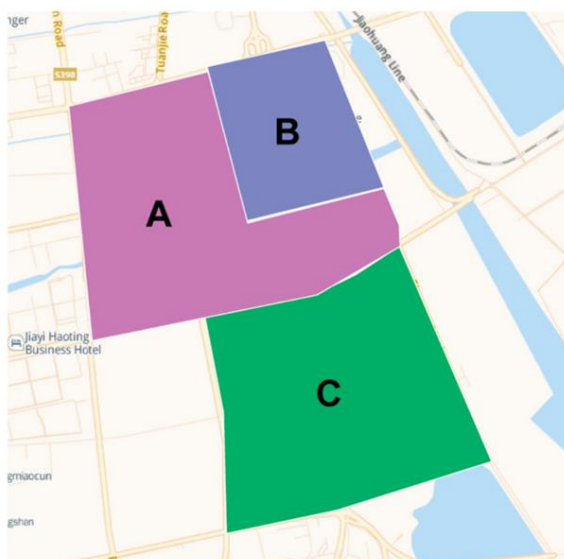 nger
n Road
Tuanjie Road
S398
Jiaohuang Line
e
B
A
Jiayi Haoting
Business Hotel
C
gmiaocun
gshan